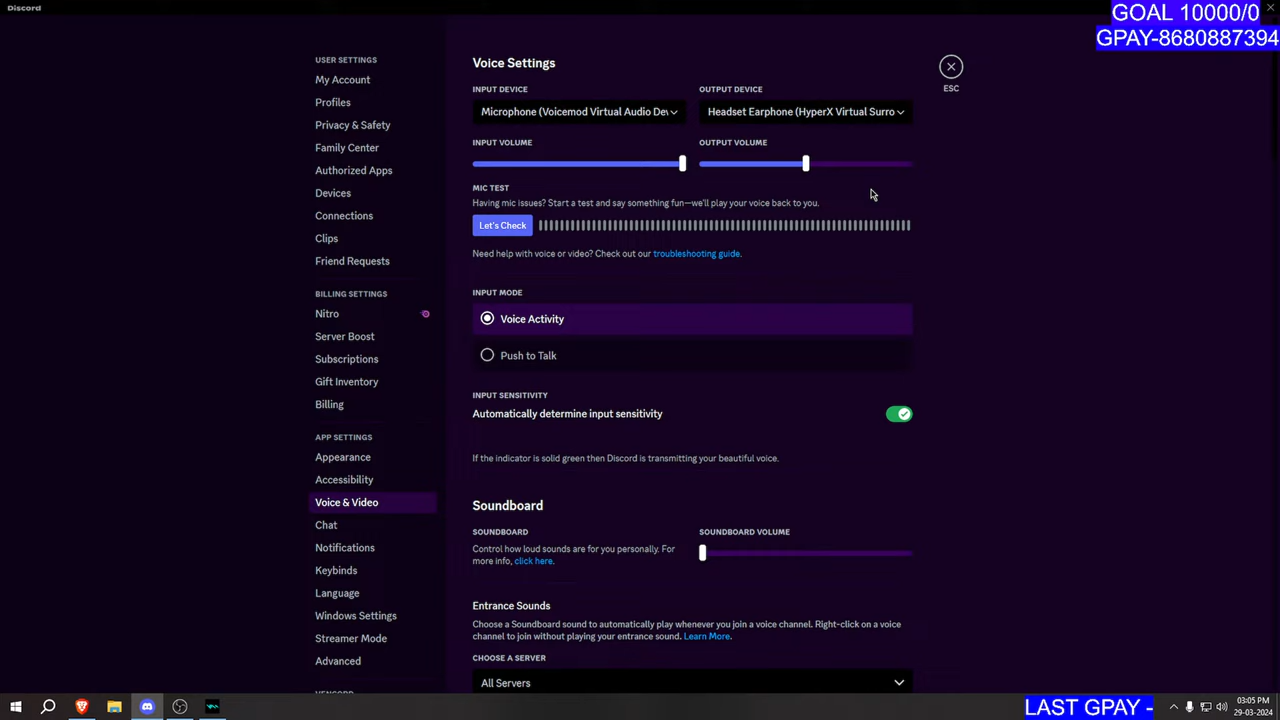 Discord
GOAL 10000/0
GPAY-8680887394
USER SETTINGS
My Account
Profiles
Privacy & Safety
Family Center
Authorized Apps
Devices
Connections
Clips
Friend Requests
BILLING SETTINGS
Nitro
Server Boost
Subscriptions
Gift Inventory
Billing
APP SETTINGS
Appearance
Accessibility
Voice & Video
Chat
Notifications
Keybinds
Language
Windows Settings
Streamer Mode
Advanced
VENCORD
Voice Settings
ESC
INPUT DEVICE
Microphone (Voicemod Virtual Audio Dev
OUTPUT DEVICE
Headset Earphone (HyperX Virtual Surro
INPUT VOLUME
OUTPUT VOLUME
MIC TEST
Having mic issues? Start a test and say something fun—we'll play your voice back to you.
Let's Check
Need help with voice or video? Check out our troubleshooting guide.
INPUT MODE
Voice Activity
Push to Talk
INPUT SENSITIVITY
Automatically determine input sensitivity
If the indicator is solid green then Discord is transmitting your beautiful voice.
Soundboard
SOUNDBOARD
Control how loud sounds are for you personally. For
more info, click here.
SOUNDBOARD VOLUME
Entrance Sounds
Choose a Soundboard sound to automatically play whenever you join a voice channel. Right-click on a voice
channel to join without playing your entrance sound. Learn More.
CHOOSE A SERVER
All Servers
LAST GPAY -
03:05 PM
29-03-2024